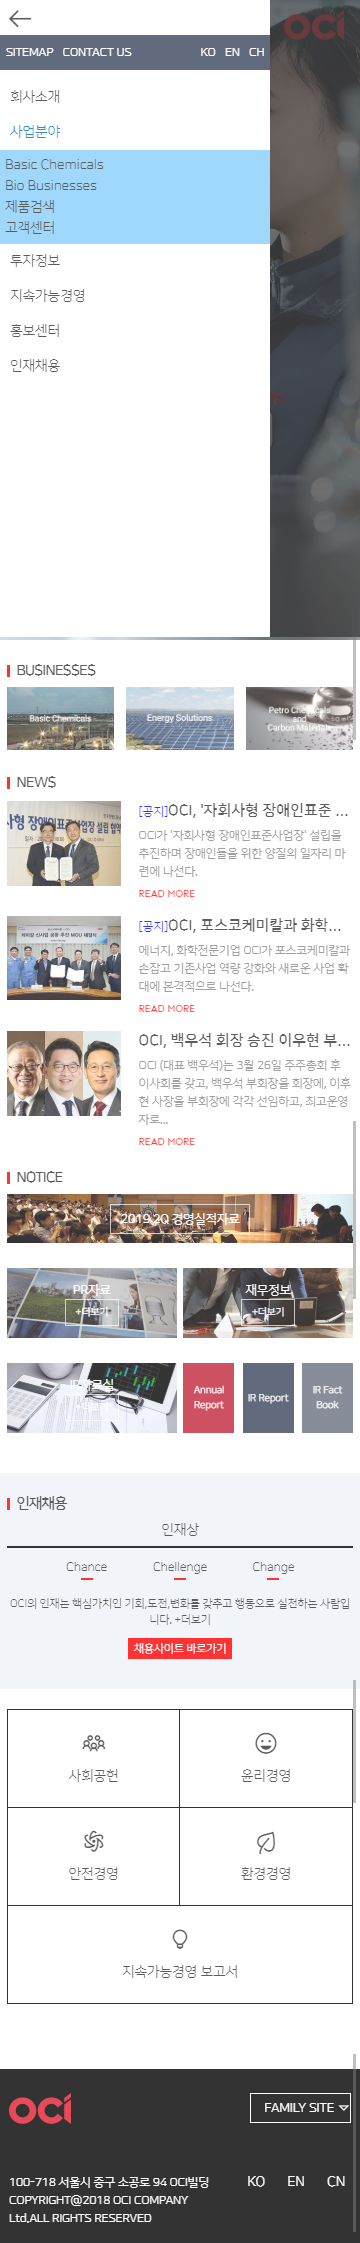 oci
SITEMAP CONTACT US KO EN CH
회사소개
사업분야
Basic Chemicals
Bio Businesses
제품검색
고객센터
투자정보
지속가능경영
홍보센터
인재채용
BU$INE$$E$
Basic Chemicals
Energy Solutions
Petro Chemicals
and
Carbon Materials
NEW$
[공지]OCI, '자회사형 장애인표준 ...
OCI가 '자회사형 장애인표준사업장' 설립을
추진하며 장애인들을 위한 양질의 일자리 마
련에 나선다.
READ MORE
[공지]OCI, 포스코케미칼과 화학...
에너지, 화학전문기업 OCI가 포스코케미칼과
손잡고 기존사업 역량 강화와 새로운 사업 확
대에 본격적으로 나선다.
READ MORE
OCI, 백우석 회장 승진 이우현 부...
OCI (대표 백우석)는 3월 26일 주주총회 후
이사회를 갖고, 백우석 부회장을 회장에, 이우
현 사장을 부회장에 각각 선임하고, 최고운영
자로...
READ MORE
NOTICE
2019.2Q 경영실적자료
PR자료
+더보기
재무정보
+더보기
Annual
Report
IR Report
IR Fact
Book
인재채용
인재상
Chance Chellenge Change
OCI의 인재는 핵심가치인 기회,도전,변화를 갖추고 행동으로 실천하는 사람입
니다. +더보기
채용사이트 바로가기
사회공헌
윤리경영
안전경영
환경경영
지속가능경영 보고서
oci
FAMILY SITE
100-718 서울시 중구 소공로 94 OCI빌딩
COPYRIGHT@2018 OCI COMPANY
Ltd,ALL RIGHTS RESERVED
KO EN CN